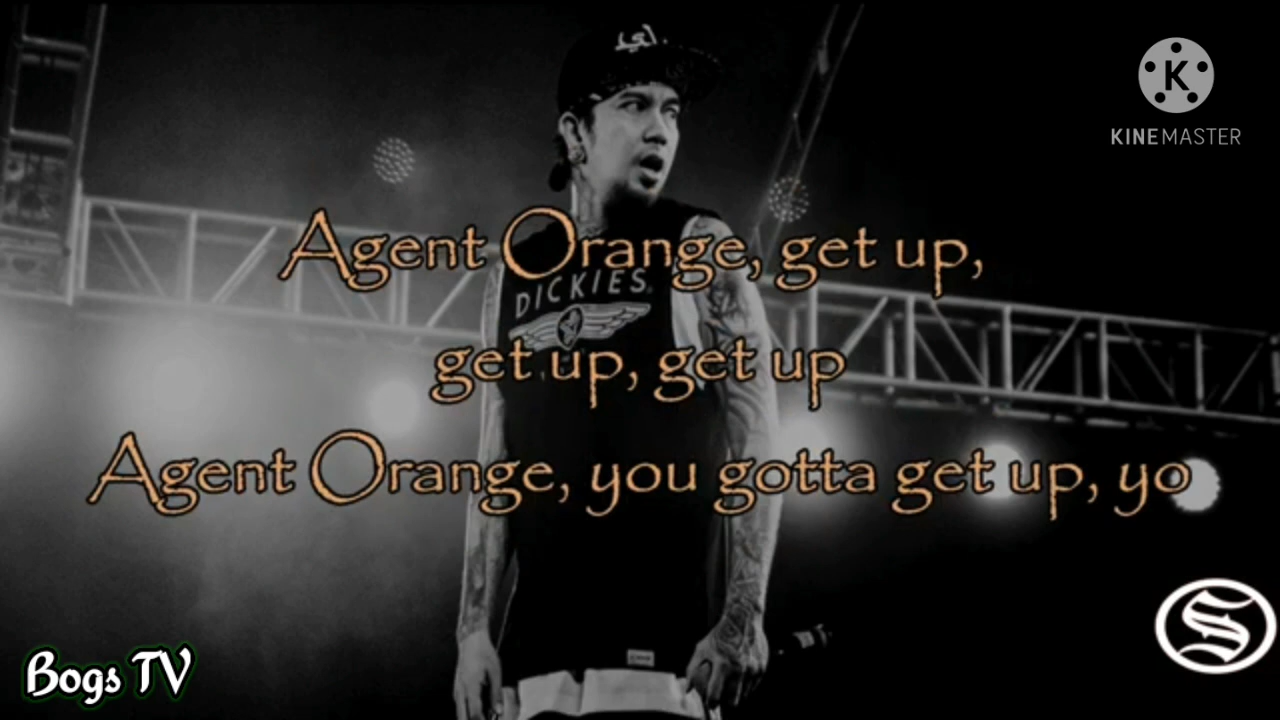 K
KINEMASTER
Agent Orange, get up,
DICKIES
get up, get up
Agent Orange, you gotta get up, yo
S
Bogs TV